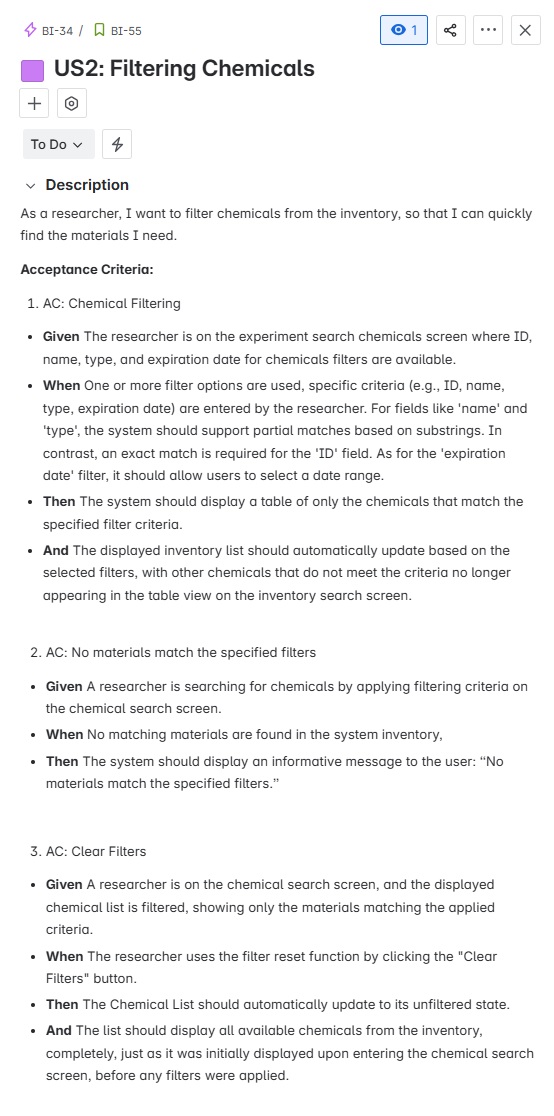 BI-34 / BI-55
1
US2: Filtering Chemicals
To Do
Description
As a researcher, I want to filter chemicals from the inventory, so that I can quickly
find the materials I need.
Acceptance Criteria:
1. AC: Chemical Filtering
• Given The researcher is on the experiment search chemicals screen where ID,
name, type, and expiration date for chemicals filters are available.
• When One or more filter options are used, specific criteria (e.g., ID, name,
type, expiration date) are entered by the researcher. For fields like 'name' and
'type', the system should support partial matches based on substrings. In
contrast, an exact match is required for the 'ID' field. As for the 'expiration
date' filter, it should allow users to select a date range.
• Then The system should display a table of only the chemicals that match the
specified filter criteria.
• And The displayed inventory list should automatically update based on the
selected filters, with other chemicals that do not meet the criteria no longer
appearing in the table view on the inventory search screen.
2. AC: No materials match the specified filters
• Given A researcher is searching for chemicals by applying filtering criteria on
the chemical search screen.
• When No matching materials are found in the system inventory,
• Then The system should display an informative message to the user: “No
materials match the specified filters.”
3. AC: Clear Filters
• Given A researcher is on the chemical search screen, and the displayed
chemical list is filtered, showing only the materials matching the applied
criteria.
• When The researcher uses the filter reset function by clicking the "Clear
Filters" button.
• Then The Chemical List should automatically update to its unfiltered state.
• And The list should display all available chemicals from the inventory,
completely, just as it was initially displayed upon entering the chemical search
screen, before any filters were applied.